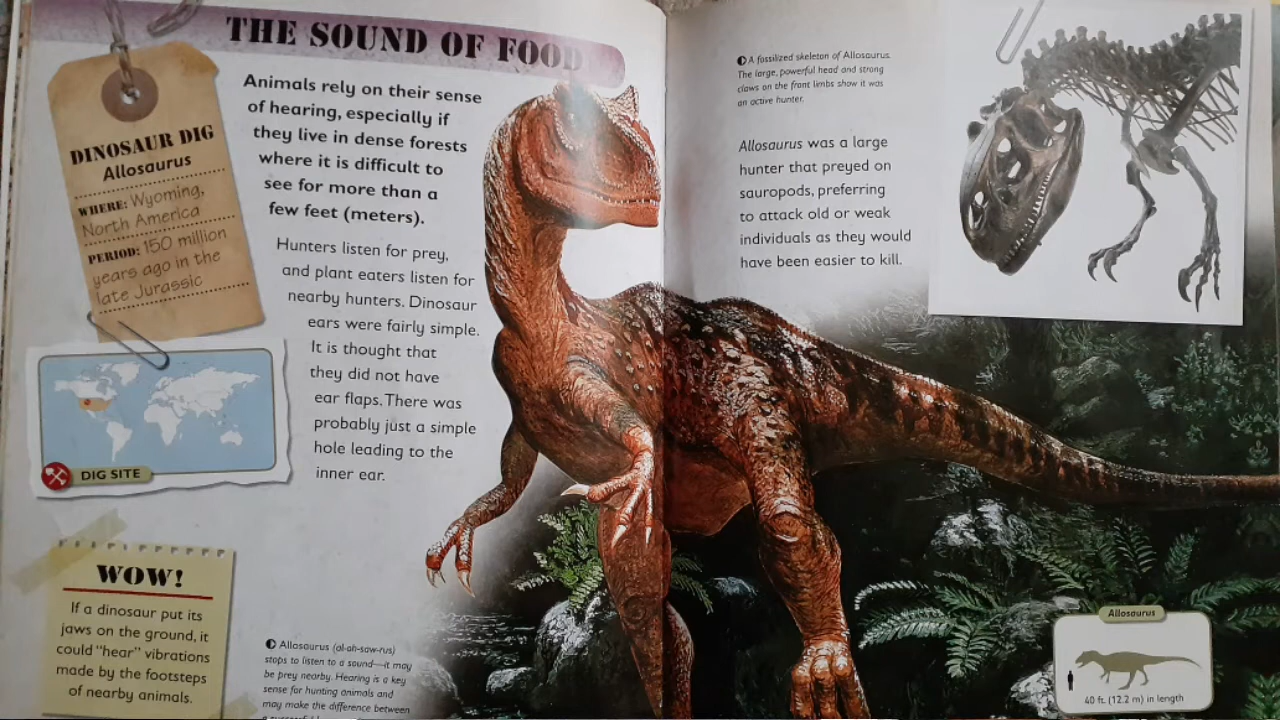 THE SOUND OF FOOD
DINOSAUR DIG
Allosaurus
WHERE: Wyoming,
North America
PERIOD: 150 million
years ago in the
late Jurassic
DIG SITE
WOW!
If a dinosaur put its
jaws on the ground, it
could "hear" vibrations
made by the footsteps
of nearby animals.
Animals rely on their sense
of hearing, especially if
they live in dense forests
where it is difficult to
see for more than a
few feet (meters).
Hunters listen for prey,
and plant eaters listen for
nearby hunters. Dinosaur
ears were fairly simple.
It is thought that
they did not have
ear flaps. There was
probably just a simple
hole leading to the
inner ear.
Allosaurus (al-ah-saw-rus)
stops to listen to a sound—it may
be prey nearby. Hearing is a key
sense for hunting animals and
may make the difference between
A fossilized skeleton of Allosaurus.
The large, powerful head and strong
claws on the front limbs show it was
an active hunter.
Allosaurus was a large
hunter that preyed on
sauropods, preferring
to attack old or weak
individuals as they would
have been easier to kill.
Allosaurus
40 ft. (12.2 m) in length